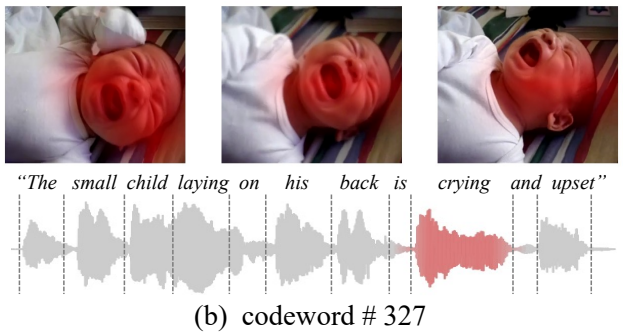 “The small child laying on his back is crying and upset”
(b) codeword # 327